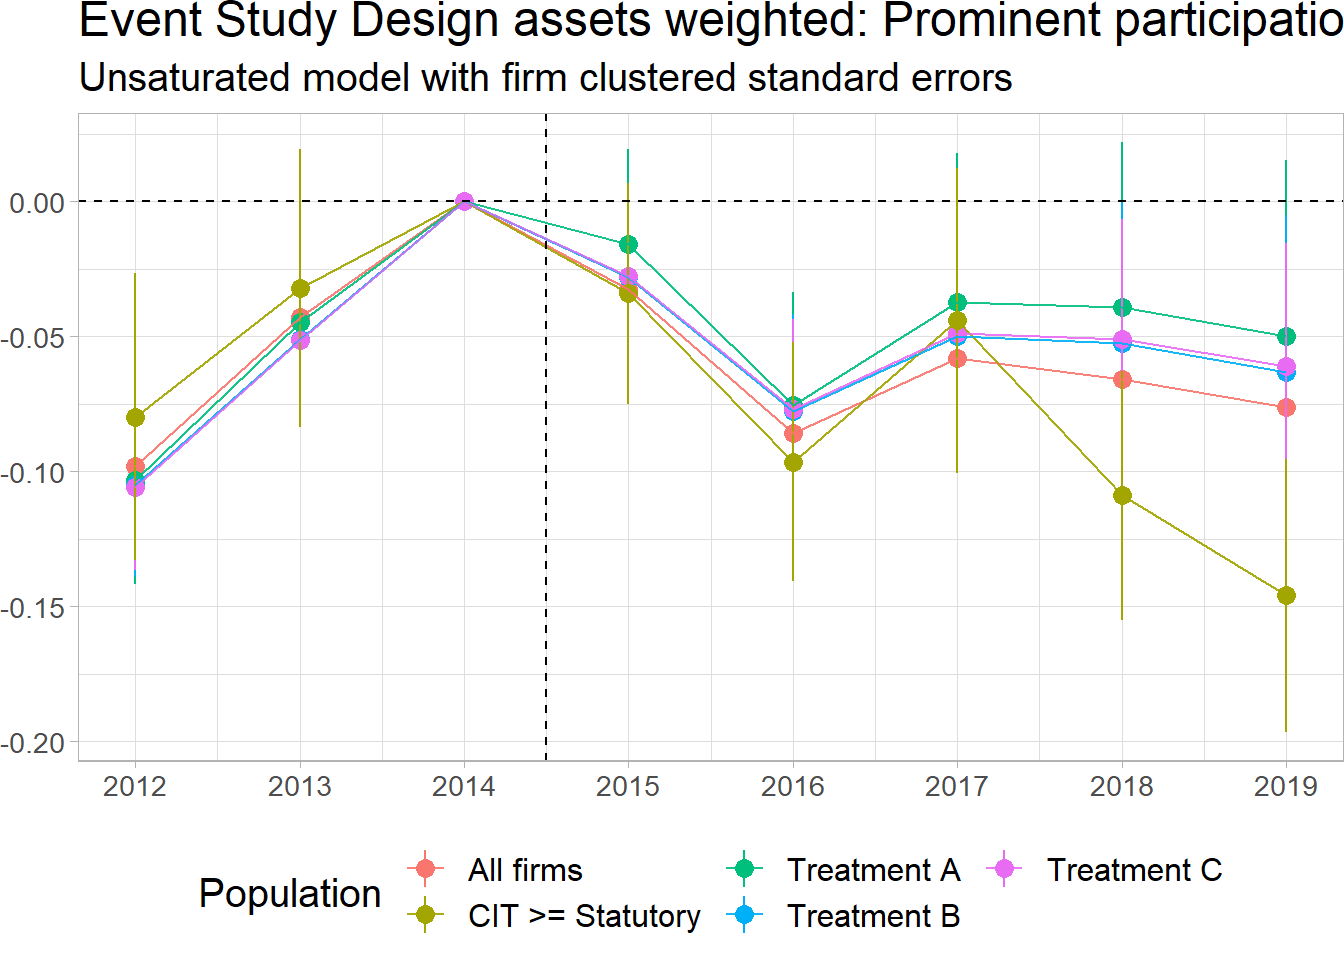 Event Study Design assets weighted: Prominent participatio
Unsaturated model with firm clustered standard errors
0.00
-0.05
-0.10
-0.15
-0.20
2012 2013 2014 2015 2016 2017 2018 2019
Population
All firms Treatment A Treatment C
CIT >= Statutory Treatment B